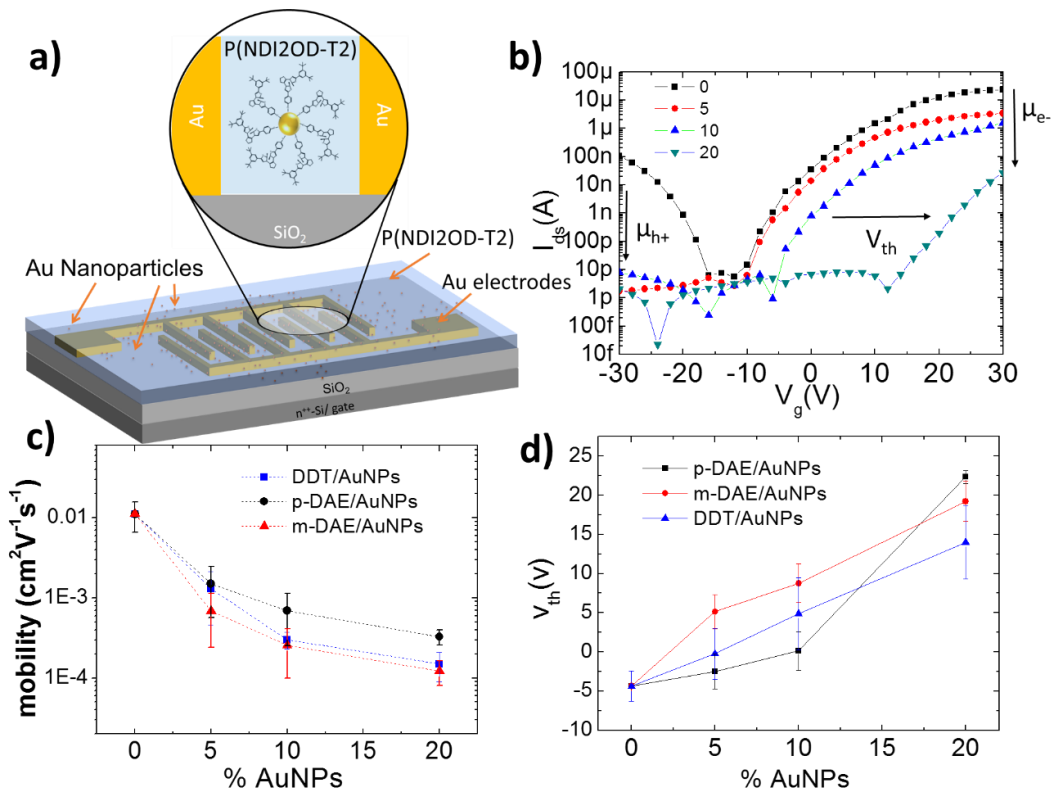 a)
P(NDI2OD-T2)
Au
Au
SiO2
P(NDI2OD-T2)
Au Nanoparticles
Au electrodes
SiO2
n++-Si/ gate
b)
100µ
10µ
1µ
100n
10n
1n
100p
10p
1p
100f
10f
Ids(A)
0
5
10
20
µe-
µh+
Vth
-30
-20
-10
0
10
20
30
Vg(V)
c)
DDT/AuNPs
p-DAE/AuNPs
m-DAE/AuNPs
0.01
1E-3
1E-4
mobility (cm²V⁻¹s⁻¹)
0
5
10
15
20
% AuNPs
d)
p-DAE/AuNPs
m-DAE/AuNPs
DDT/AuNPs
25
20
15
10
5
0
-5
-10
vth(v)
0
5
10
15
20
% AuNPs